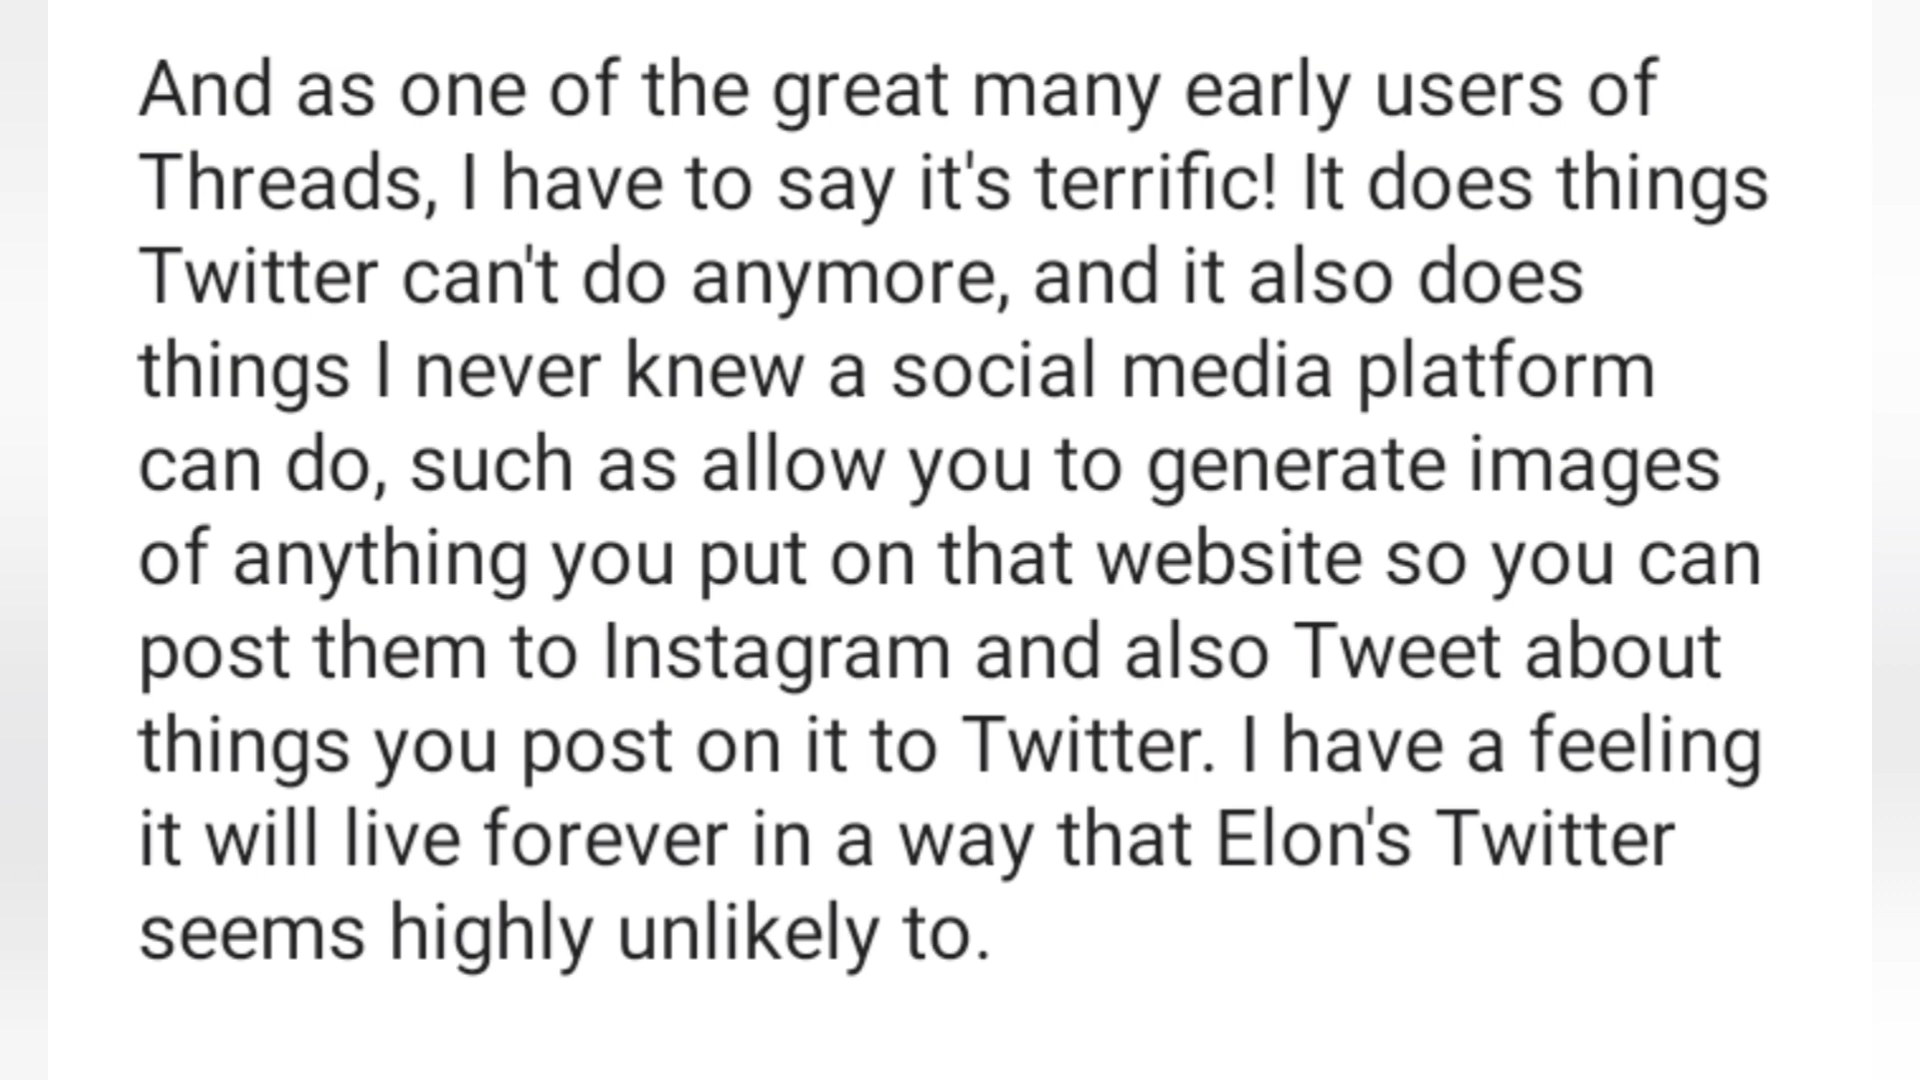 And as one of the great many early users of
Threads, I have to say it's terrific! It does things
Twitter can't do anymore, and it also does
things I never knew a social media platform
can do, such as allow you to generate images
of anything you put on that website so you can
post them to Instagram and also Tweet about
things you post on it to Twitter. I have a feeling
it will live forever in a way that Elon's Twitter
seems highly unlikely to.